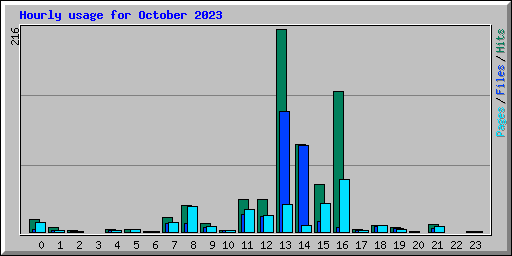 Hourly usage for October 2023
216
Pages/Files/Hits
0 1 2 3 4 5 6 7 8 9 10 11 12 13 14 15 16 17 18 19 20 21 22 23